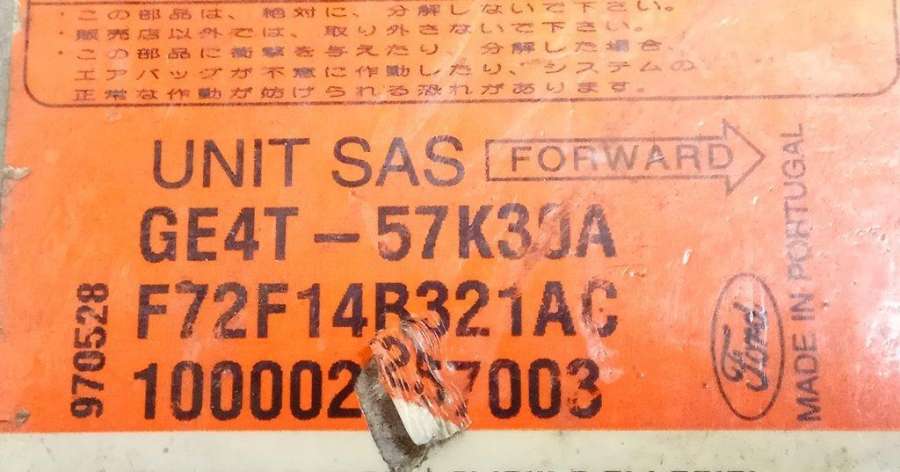 ・この部品は、絶対に、分解しないで下さい。
・販売店以外では、取り外さないで下さい。
・この部品に衝撃を与えたり、分解した場合、
エアバッグが不意に作動したり、システムの
正常な作動が妨げられる恐れがあります。
UNIT SAS FORWARD
GE4T-57K30A
F72F14B321AC
970528
Ford
MADE IN PORTUGAL